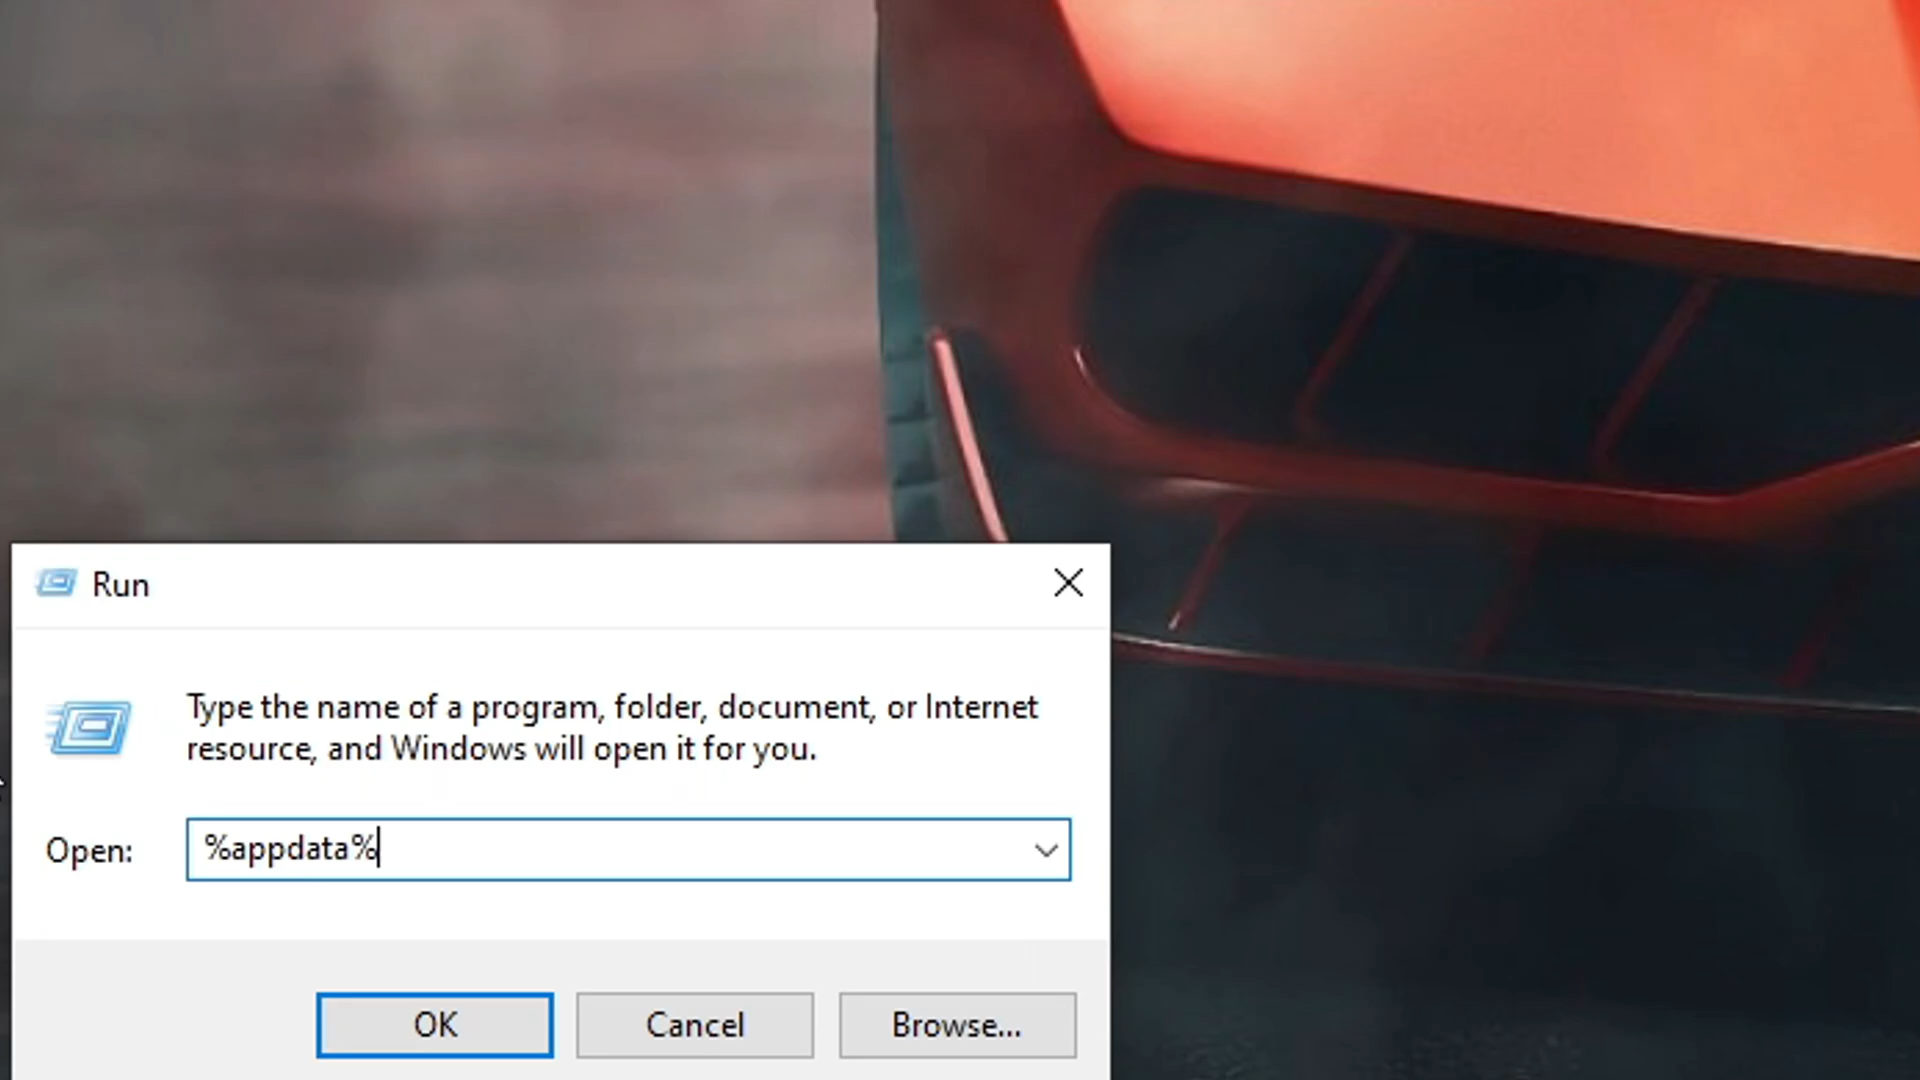 Run
Type the name of a program, folder, document, or Internet
resource, and Windows will open it for you.
Open: %appdata%
OK Cancel Browse...